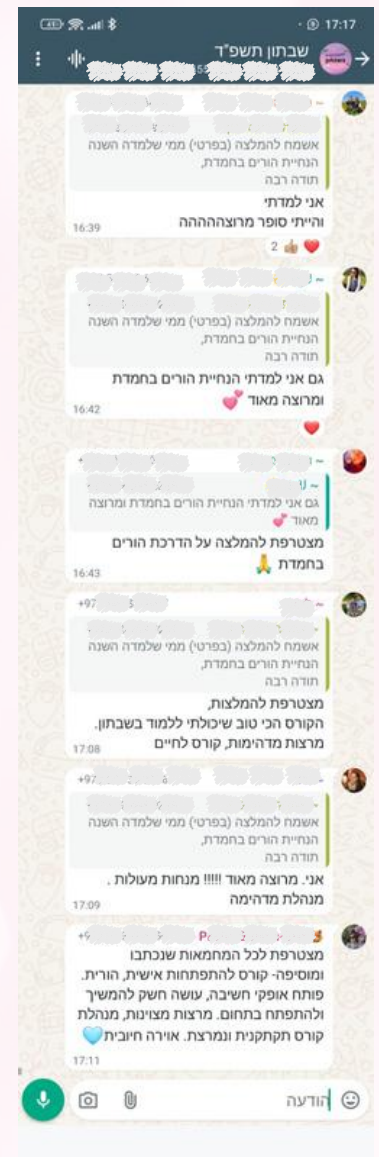 17:17
שבתון תשפ"ד
אשמח להמלצה (בפרטי) ממי שלמדה השנה
הנחיית הורים בחמדת,
תודה רבה
אני למדתי
והייתי סופר מרוצהההההה
16:39
2
אשמח להמלצה (בפרטי) ממי שלמדה השנה
הנחיית הורים בחמדת,
תודה רבה
גם אני למדתי הנחיית הורים בחמדת
ומרוצה מאוד 💕
16:42
גם אני למדתי הנחיית הורים בחמדת ומרוצה
מאוד 💕
מצטרפת להמלצה על הדרכת הורים
בחמדת 🙏
16:43
+97
אשמח להמלצה (בפרטי) ממי שלמדה השנה
הנחיית הורים בחמדת,
תודה רבה
מצטרפת להמלצות,
הקורס הכי טוב שיכולתי ללמוד בשבתון.
מרצות מדהימות, קורס לחיים
17:08
+97
אשמח להמלצה (בפרטי) ממי שלמדה השנה
הנחיית הורים בחמדת,
תודה רבה
אני. מרוצה מאוד !!!!! מנחות מעולות .
מנהלת מדהימה
17:09
מצטרפת לכל המחמאות שנכתבו
ומוסיפה- קורס להתפתחות אישית, הורית.
פותח אופקי חשיבה, עושה חשק להמשיך
ולהתפתח בתחום. מרצות מצוינות, מנהלת
קורס תקתקנית ונמרצת. אוירה חיובית🩵
17:11
הודעה